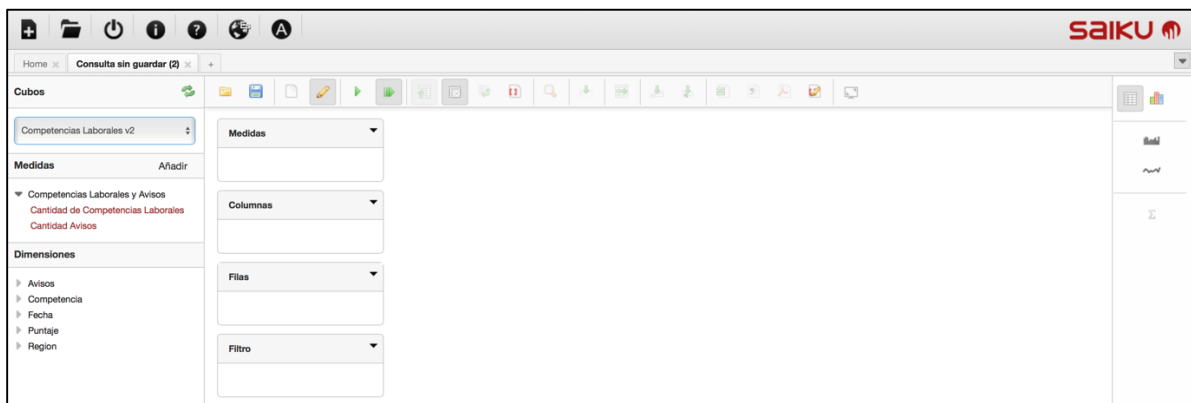 saiku
Home
Consulta sin guardar (2)
Cubos
Competencias Laborales v2
Medidas Añadir
Competencias Laborales y Avisos
Cantidad de Competencias Laborales
Cantidad Avisos
Dimensiones
Avisos
Competencia
Fecha
Puntaje
Region
Medidas
Columnas
Filas
Filtro